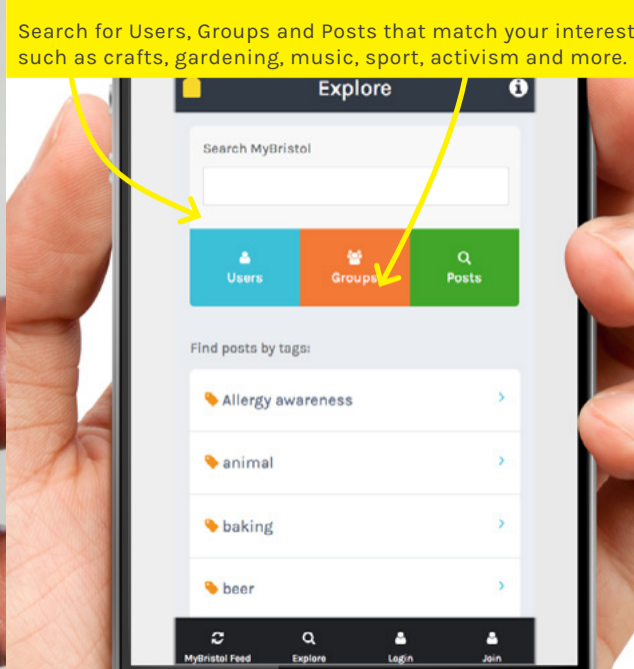 Search for Users, Groups and Posts that match your interest
such as crafts, gardening, music, sport, activism and more.
Explore
Search MyBristol
Users Groups Posts
Find posts by tags:
Allergy awareness
animal
baking
beer
MyBristol Feed Explore Login Join